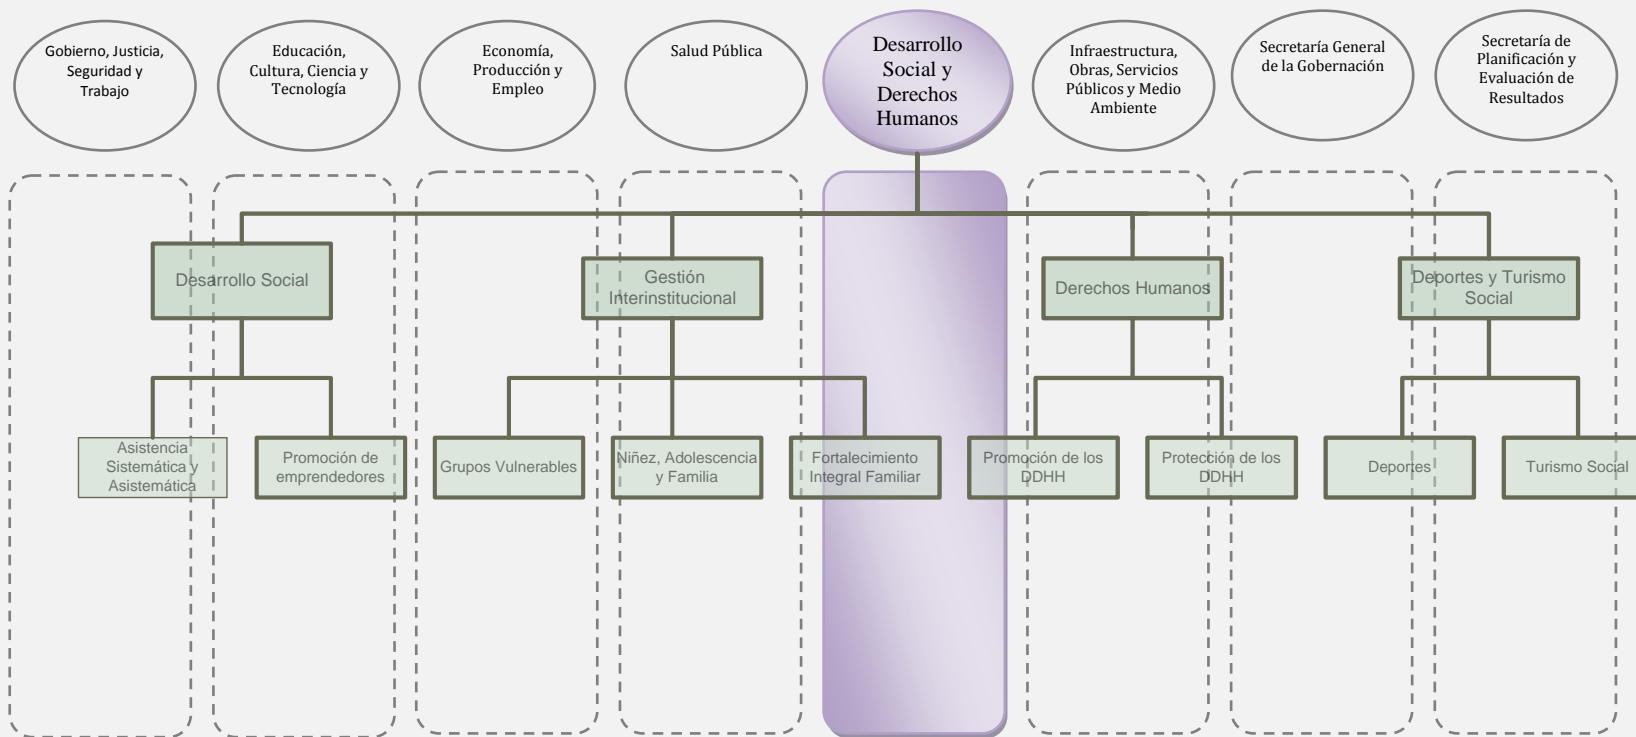 Gobierno, Justicia,
Seguridad y
Trabajo
Educación,
Cultura, Ciencia y
Tecnología
Economía,
Producción y
Empleo
Salud Pública
Desarrollo
Social y
Derechos
Humanos
Infraestructura,
Obras, Servicios
Públicos y Medio
Ambiente
Secretaría General
de la Gobernación
Secretaría de
Planificación y
Evaluación de
Resultados
Desarrollo Social
Gestión
Interinstitucional
Derechos Humanos
Deportes y Turismo
Social
Asistencia
Sistemática y
Asistemática
Promoción de
emprendedores
Grupos Vulnerables
Niñez, Adolescencia
y Familia
Fortalecimiento
Integral Familiar
Promoción de los
DDHH
Protección de los
DDHH
Deportes
Turismo Social